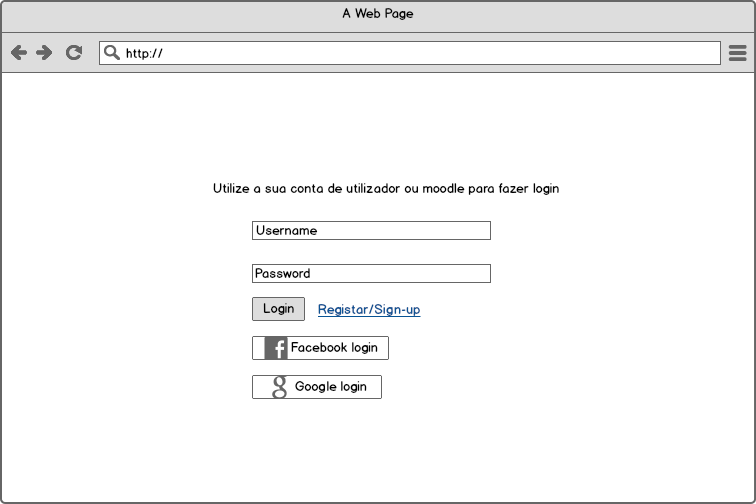 A Web Page
http://
Utilize a sua conta de utilizador ou moodle para fazer login
Username
Password
Login Registar/Sign-up
f Facebook login
g Google login